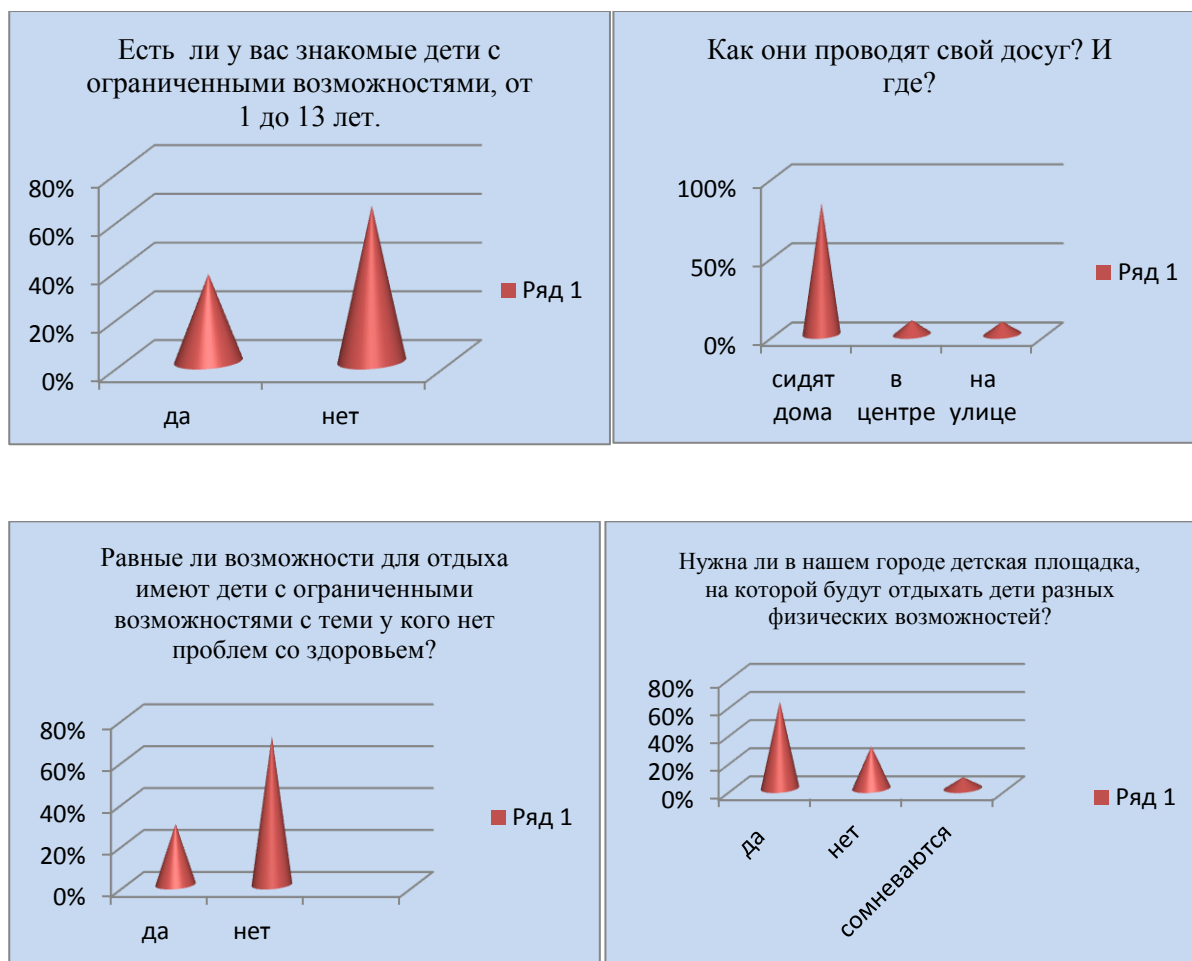 Есть ли у вас знакомые дети с
ограниченными возможностями, от
1 до 13 лет.
80%
60%
40%
20%
0%
да нет
Ряд 1
Как они проводят свой досуг? И
где?
100%
50%
0%
сидят в на
дома центре улице
Ряд 1
Равные ли возможности для отдыха
имеют дети с ограниченными
возможностями с теми у кого нет
проблем со здоровьем?
80%
60%
40%
20%
0%
да нет
Ряд 1
Нужна ли в нашем городе детская площадка,
на которой будут отдыхать дети разных
физических возможностей?
80%
60%
40%
20%
0%
да нет сомневаются
Ряд 1